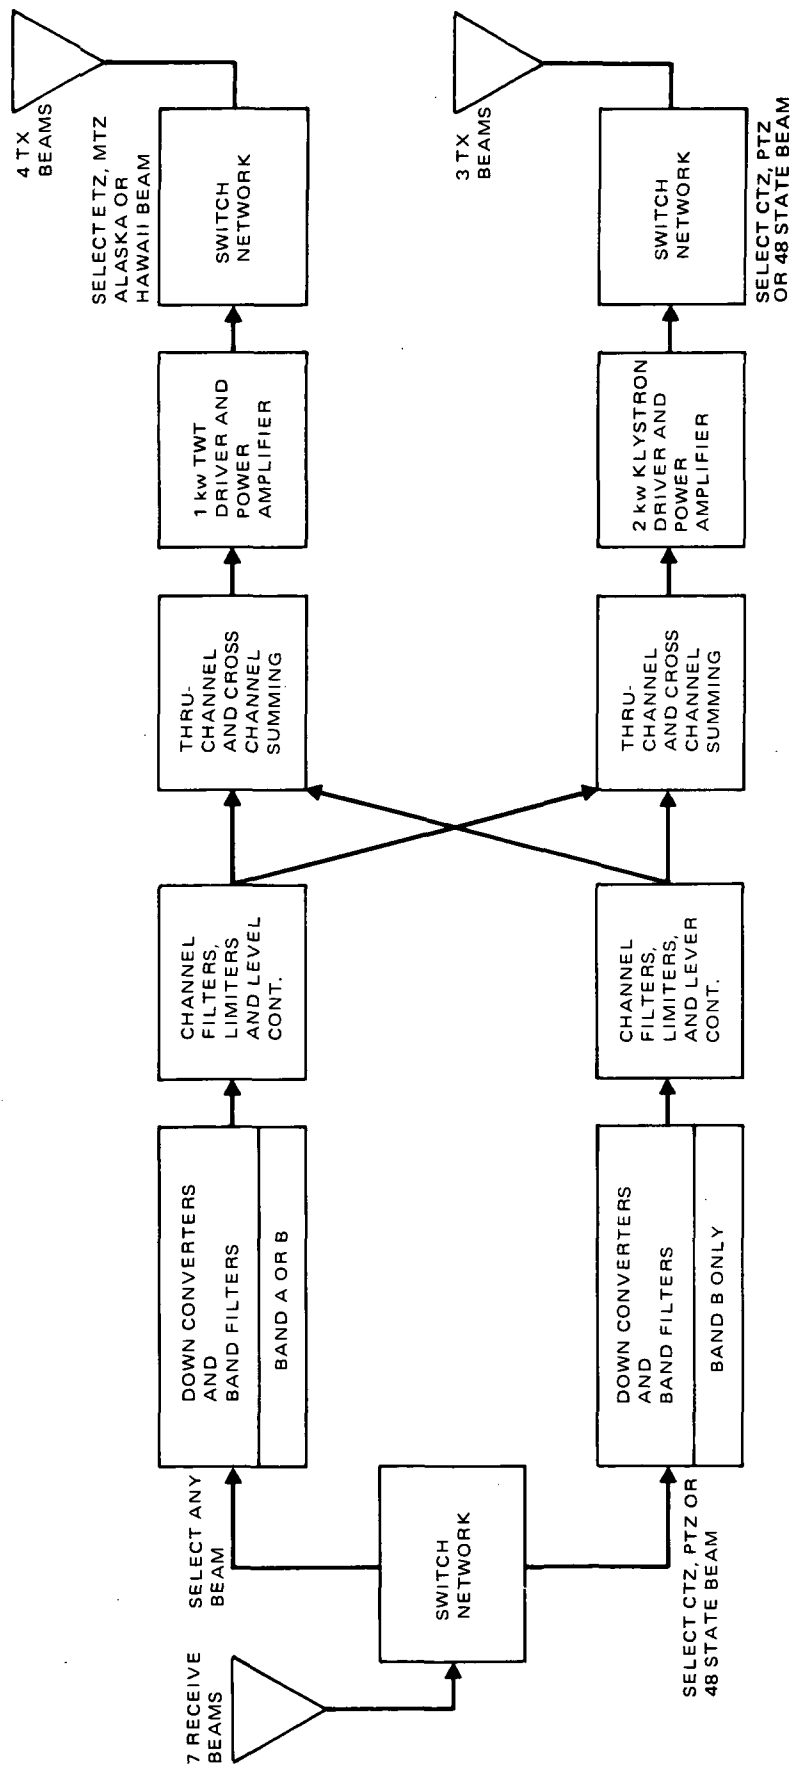 7 RECEIVE
BEAMS
SWITCH
NETWORK
SELECT ANY
BEAM
DOWN CONVERTERS
AND
BAND FILTERS
BAND A OR B
CHANNEL
FILTERS,
LIMITERS
AND LEVEL
CONT.
THRU-
CHANNEL
AND CROSS
CHANNEL
SUMMING
1 kw TWT
DRIVER AND
POWER
AMPLIFIER
SELECT ETZ, MTZ
ALASKA OR
HAWAII BEAM
SWITCH
NETWORK
4 TX
BEAMS
SELECT CTZ, PTZ OR
48 STATE BEAM
DOWN CONVERTERS
AND
BAND FILTERS
BAND B ONLY
CHANNEL
FILTERS,
LIMITERS,
AND LEVER
CONT.
THRU-
CHANNEL
AND CROSS
CHANNEL
SUMMING
2 kw KLYSTRON
DRIVER AND
POWER
AMPLIFIER
SWITCH
NETWORK
SELECT CTZ, PTZ
OR 48 STATE BEAM
3 TX
BEAMS